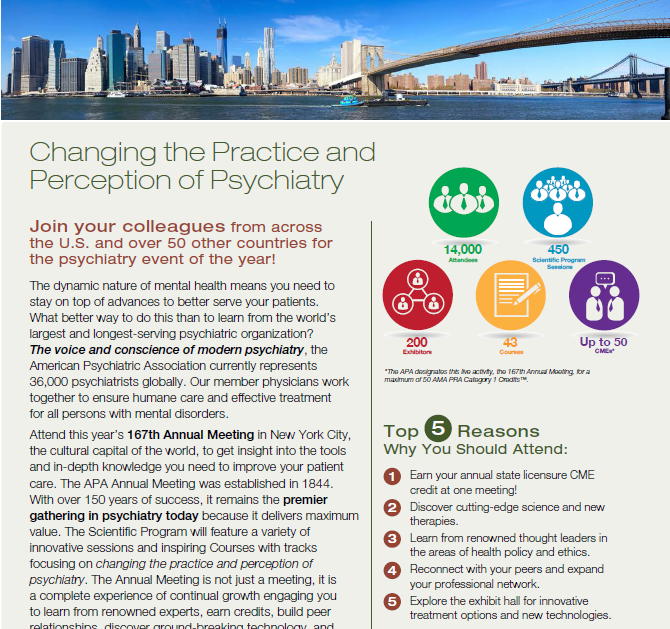 Changing the Practice and
Perception of Psychiatry
Join your colleagues from across
the U.S. and over 50 other countries for
the psychiatry event of the year!
The dynamic nature of mental health means you need to
stay on top of advances to better serve your patients.
What better way to do this than to learn from the world's
largest and longest-serving psychiatric organization?
The voice and conscience of modern psychiatry, the
American Psychiatric Association currently represents
36,000 psychiatrists globally. Our member physicians work
together to ensure humane care and effective treatment
for all persons with mental disorders.
Attend this year's 167th Annual Meeting in New York City,
the cultural capital of the world, to get insight into the tools
and in-depth knowledge you need to improve your patient
care. The APA Annual Meeting was established in 1844.
With over 150 years of success, it remains the premier
gathering in psychiatry today because it delivers maximum
value. The Scientific Program will feature a variety of
innovative sessions and inspiring Courses with tracks
focusing on changing the practice and perception of
psychiatry. The Annual Meeting is not just a meeting, it is
a complete experience of continual growth engaging you
to learn from renowned experts, earn credits, build peer
relationships, discover ground-breaking technology, and
14,000
Attendees
450
Scientific Program
Sessions
200
Exhibitors
43
Courses
Up to 50
CMEs*
*The APA designates this live activity, the 167th Annual Meeting, for a
maximum of 50 AMA PRA Category 1 Credits™.
Top 5 Reasons
Why You Should Attend:
1 Earn your annual state licensure CME
credit at one meeting!
2 Discover cutting-edge science and new
therapies.
3 Learn from renowned thought leaders in
the areas of health policy and ethics.
4 Reconnect with your peers and expand
your professional network.
5 Explore the exhibit hall for innovative
treatment options and new technologies.